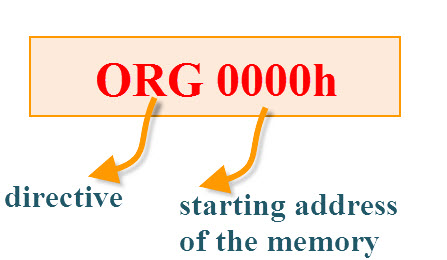 ORG 0000h
directive
starting address
of the memory